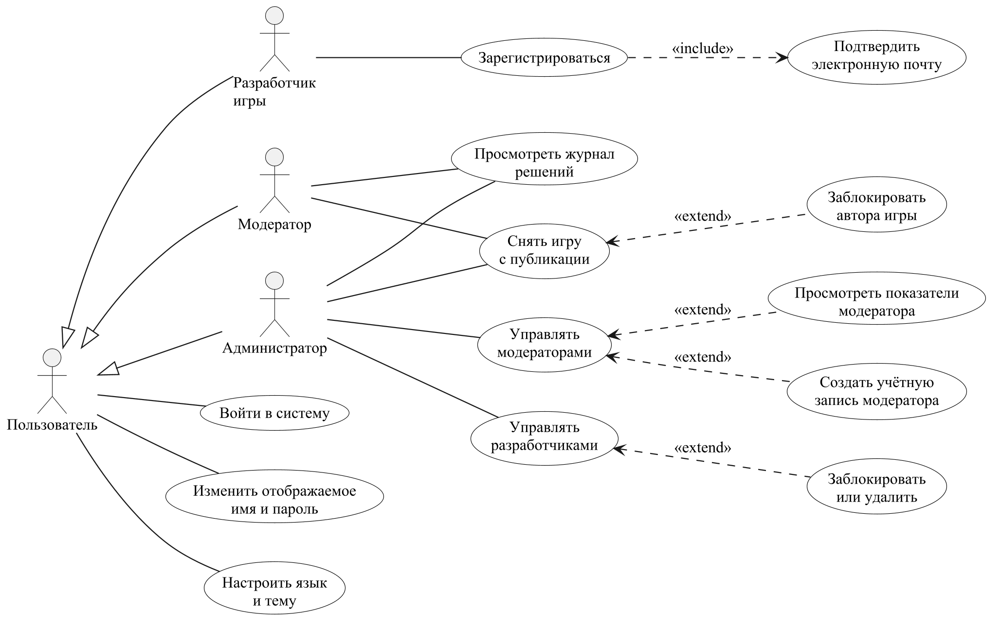 Разработчик
игры
Зарегистрироваться
«include»
Подтвердить
электронную почту
Модератор
Просмотреть журнал
решений
Снять игру
с публикации
«extend»
Заблокировать
автора игры
Администратор
Управлять
модераторами
«extend»
Просмотреть показатели
модератора
«extend»
Создать учётную
запись модератора
Управлять
разработчиками
«extend»
Заблокировать
или удалить
Пользователь
Войти в систему
Изменить отображаемое
имя и пароль
Настроить язык
и тему